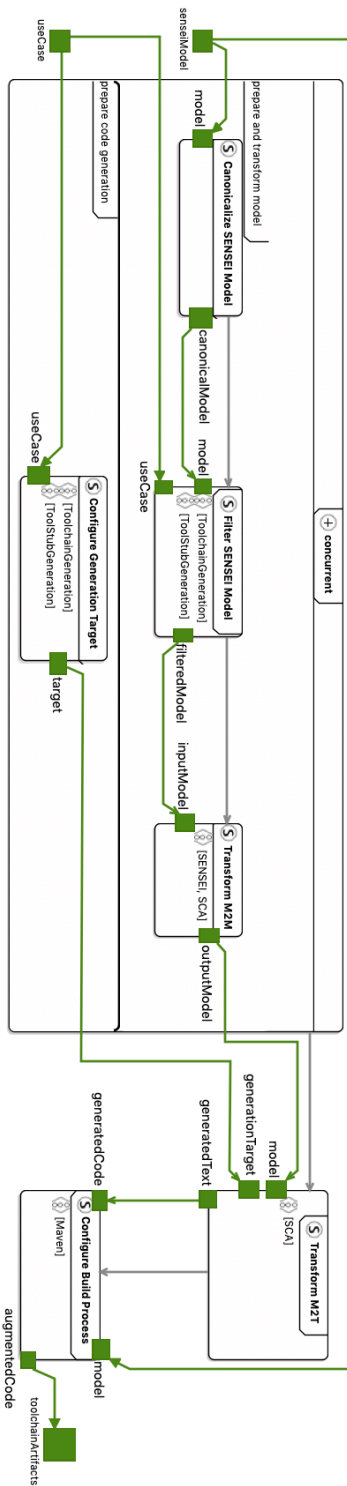 senseiModel
useCase
+ concurrent
prepare and transform model
model
S Canonicalize SENSEI Model
canonicalModel
model
useCase
S Filter SENSEI Model
[ToolchainGeneration]
[ToolStubGeneration]
filteredModel
inputModel
S Transform M2M
[SENSEI, SCA]
outputModel
prepare code generation
useCase
S Configure Generation Target
[ToolchainGeneration]
[ToolStubGeneration]
target
model
generationTarget
S Transform M2T
[SCA]
generatedText
generatedCode
S Configure Build Process
[Maven]
model
augmentedCode
toolchainArtifacts